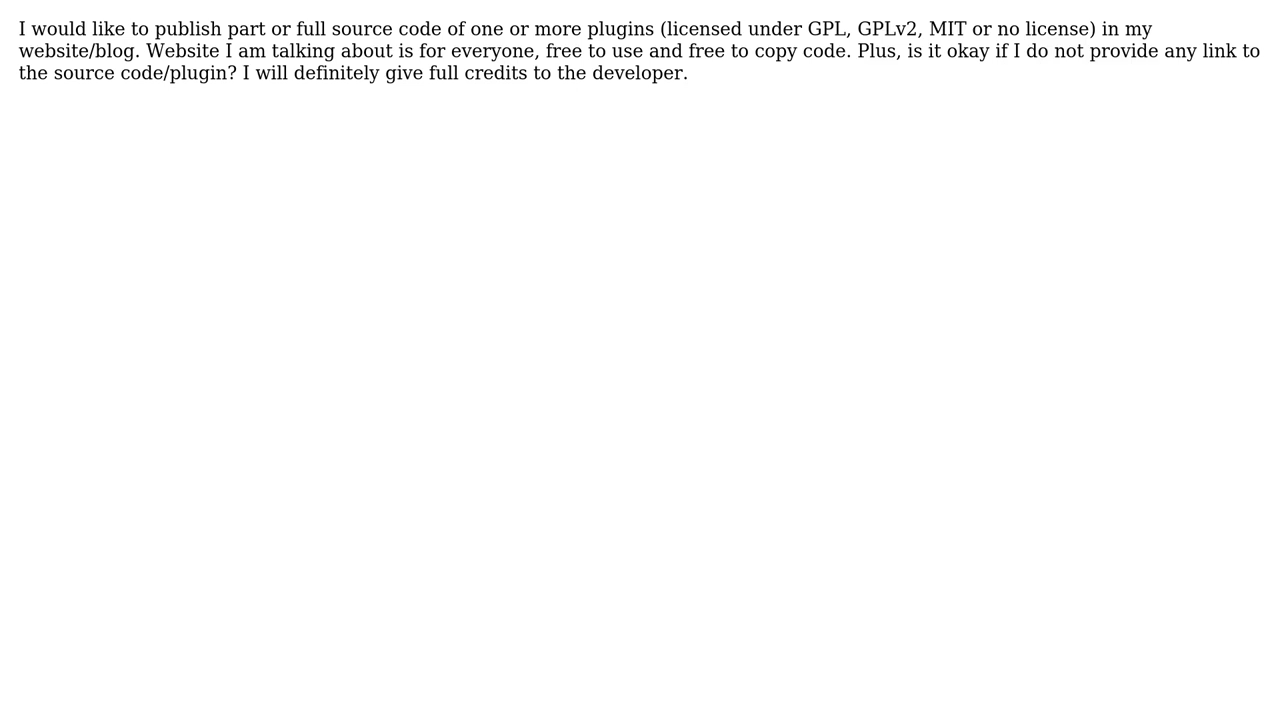 I would like to publish part or full source code of one or more plugins (licensed under GPL, GPLv2, MIT or no license) in my
website/blog. Website I am talking about is for everyone, free to use and free to copy code. Plus, is it okay if I do not provide any link to
the source code/plugin? I will definitely give full credits to the developer.